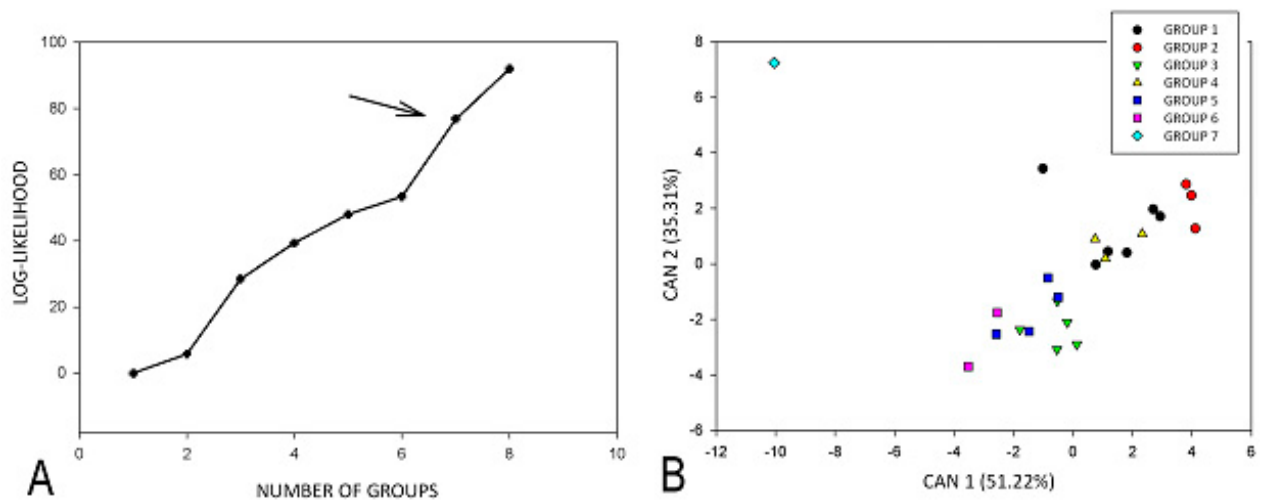 100
80
60
40
20
0
0 2 4 6 8 10
LOG-LIKELIHOOD
NUMBER OF GROUPS
A
GROUP 1
GROUP 2
GROUP 3
GROUP 4
GROUP 5
GROUP 6
GROUP 7
8
6
4
2
0
-2
-4
-6
-12 -10 -8 -6 -4 -2 0 2 4 6
CAN 2 (35.31%)
CAN 1 (51.22%)
B